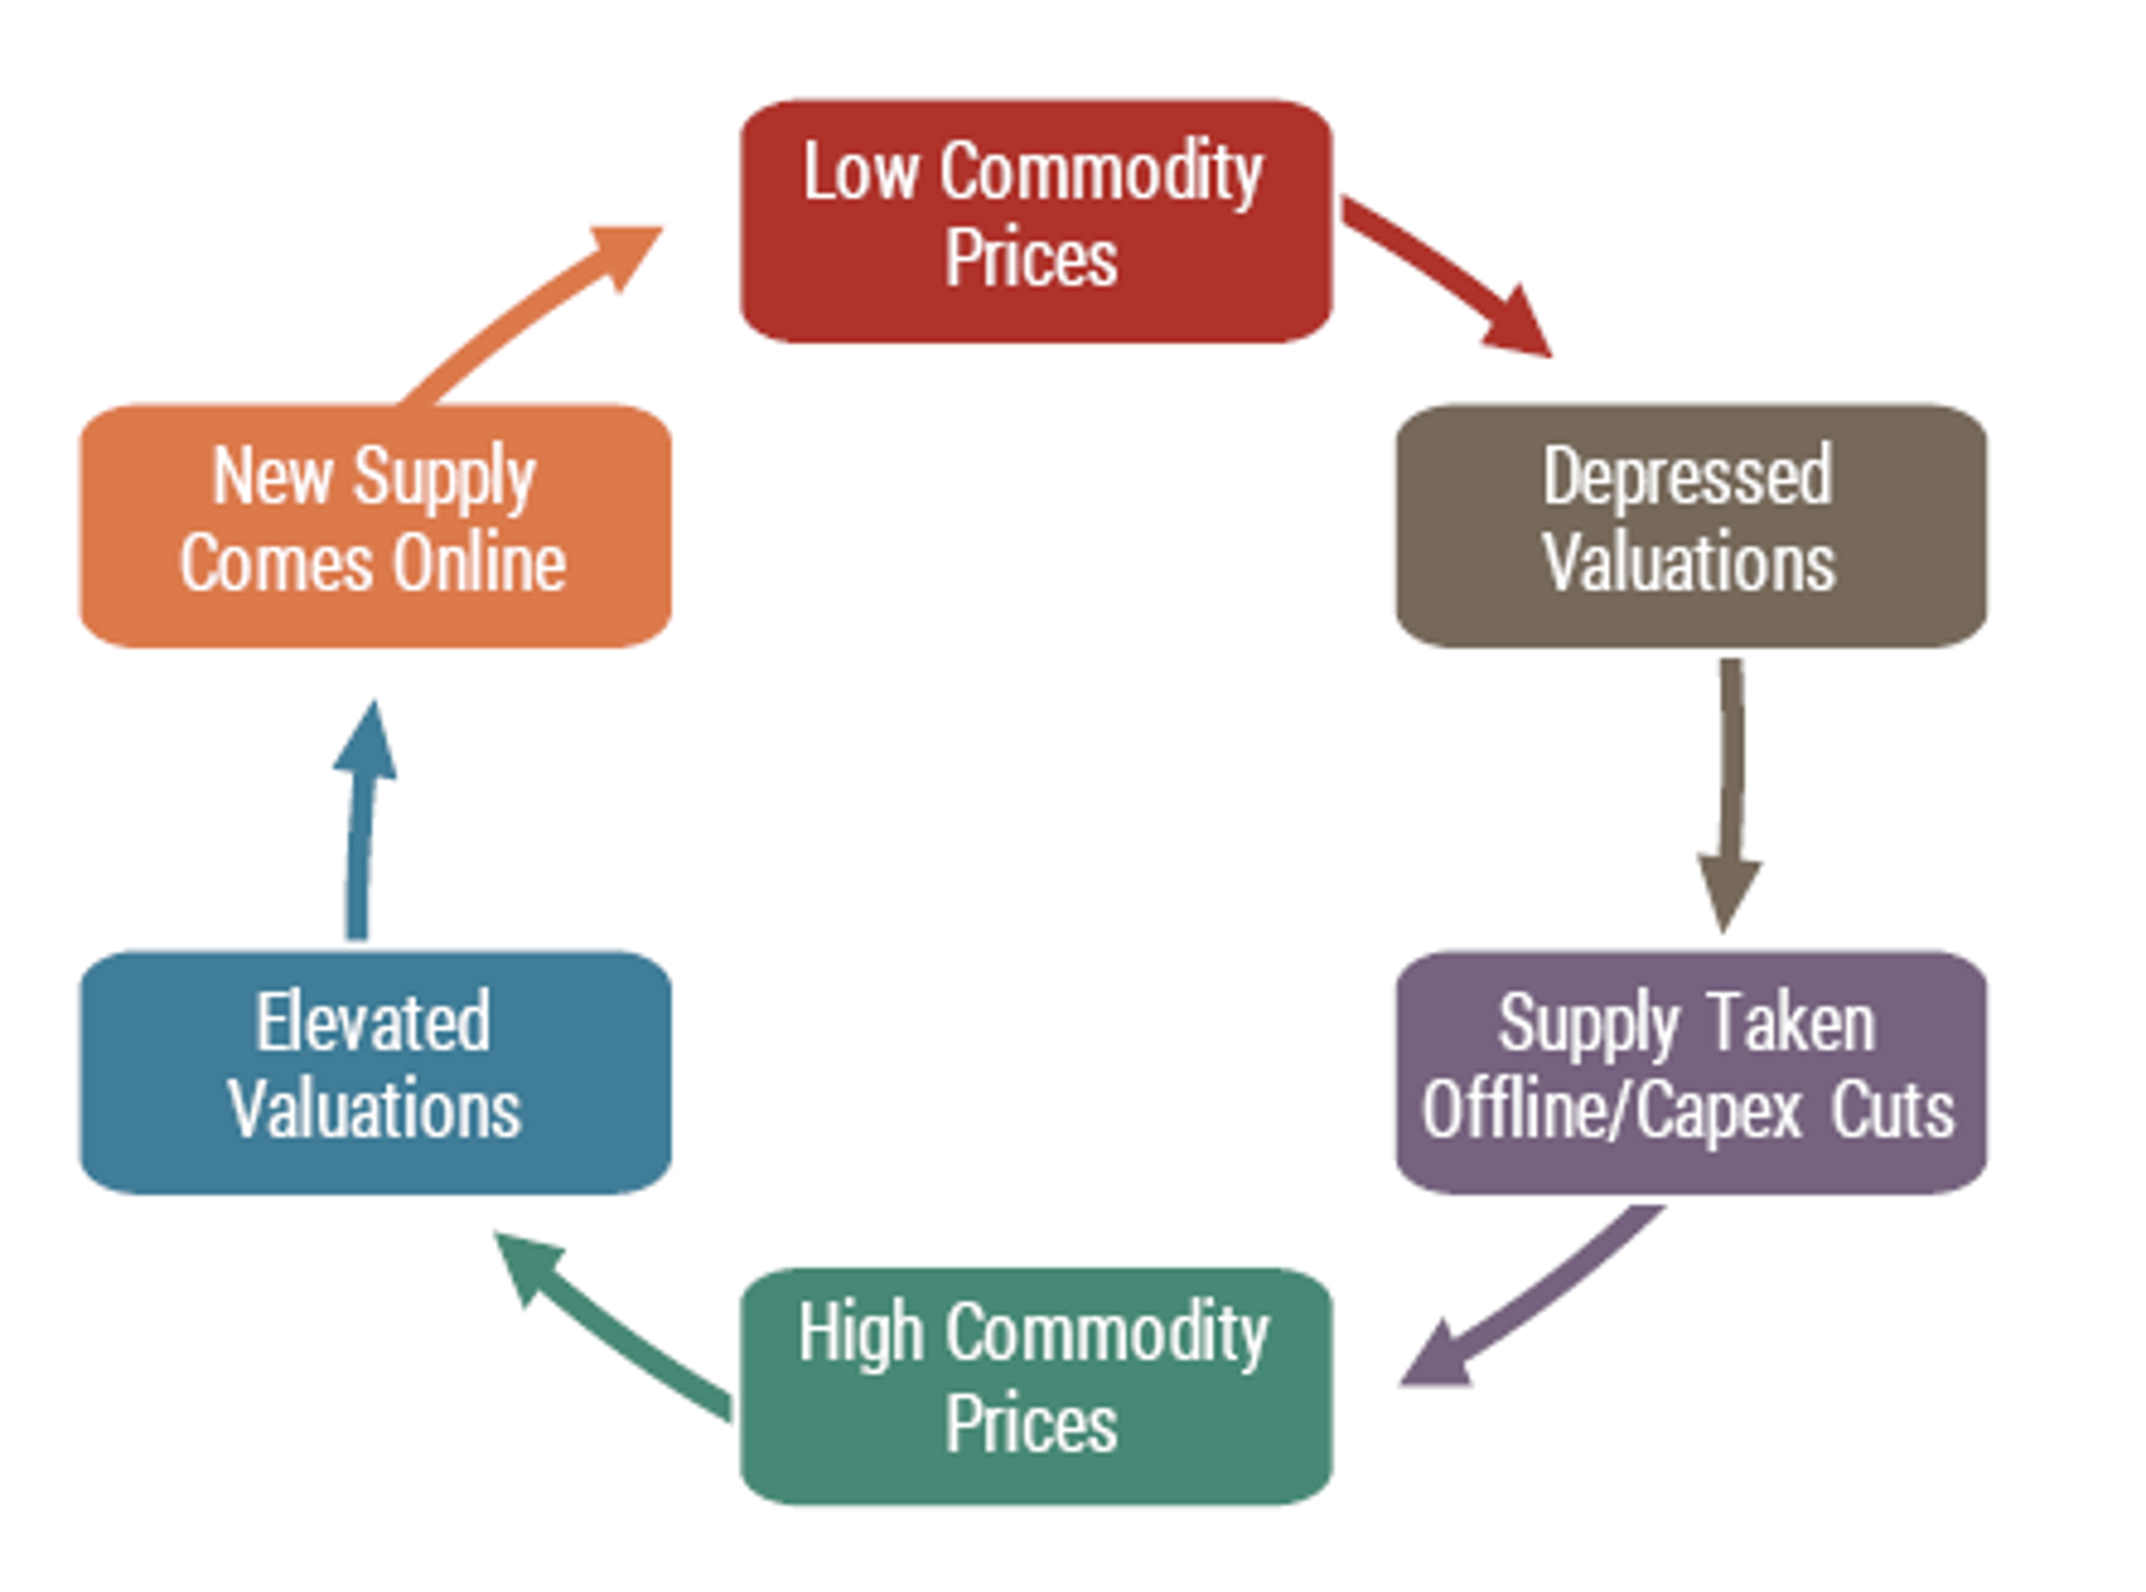 Low Commodity
Prices
Depressed
Valuations
Supply Taken
Offline/Capex Cuts
High Commodity
Prices
Elevated
Valuations
New Supply
Comes Online